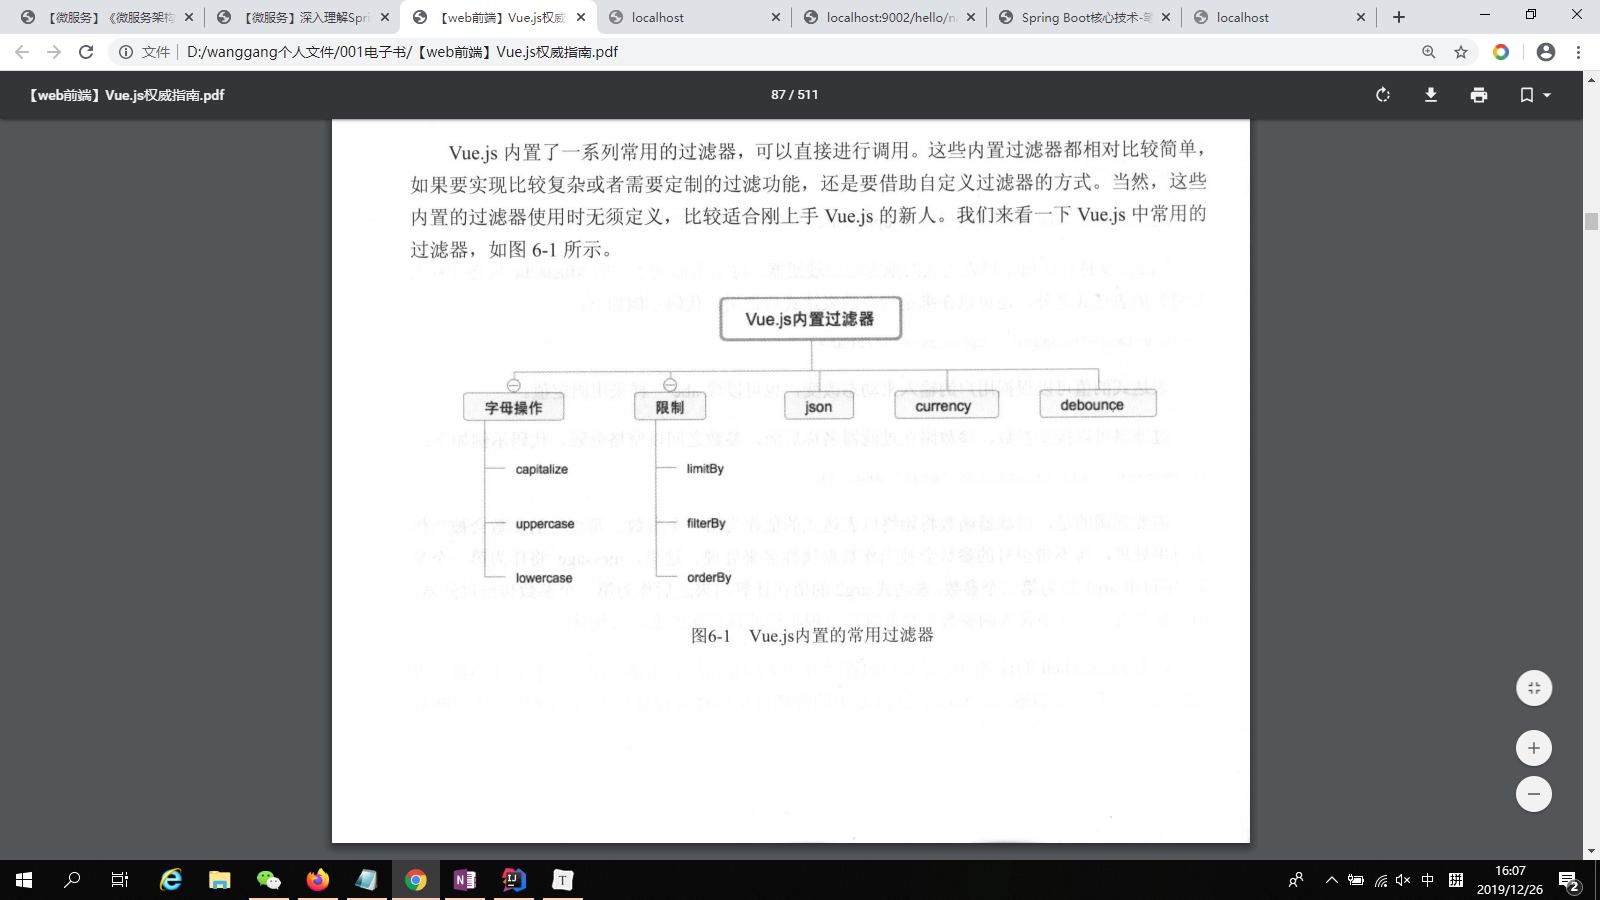 【微服务】《微服务架构
【微服务】深入理解Spri
【web前端】Vue.js权威
localhost
localhost:9002/hello/n
Spring Boot核心技术-笔
localhost
文件
D:/wanggang个人文件/001电子书/【web前端】Vue.js权威指南.pdf
【web前端】Vue.js权威指南.pdf
87 / 511
Vue.js 内置了一系列常用的过滤器，可以直接进行调用。这些内置过滤器都相对比较简单，
如果要实现比较复杂或者需要定制的过滤功能，还是要借助自定义过滤器的方式。当然，这些
内置的过滤器使用时无须定义，比较适合刚上手 Vue.js 的新人。我们来看一下 Vue.js 中常用的
过滤器，如图 6-1 所示。
Vue.js内置过滤器
字母操作
限制
json
currency
debounce
capitalize
limitBy
uppercase
filterBy
lowercase
orderBy
图6-1 Vue.js内置的常用过滤器
中
拼
16:07
2019/12/26
2